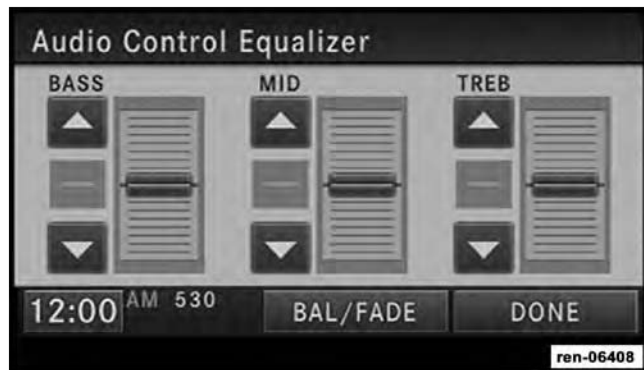 Audio Control Equalizer
BASS MID TREB
12:00 AM 530 BAL/FADE DONE
ren-06408